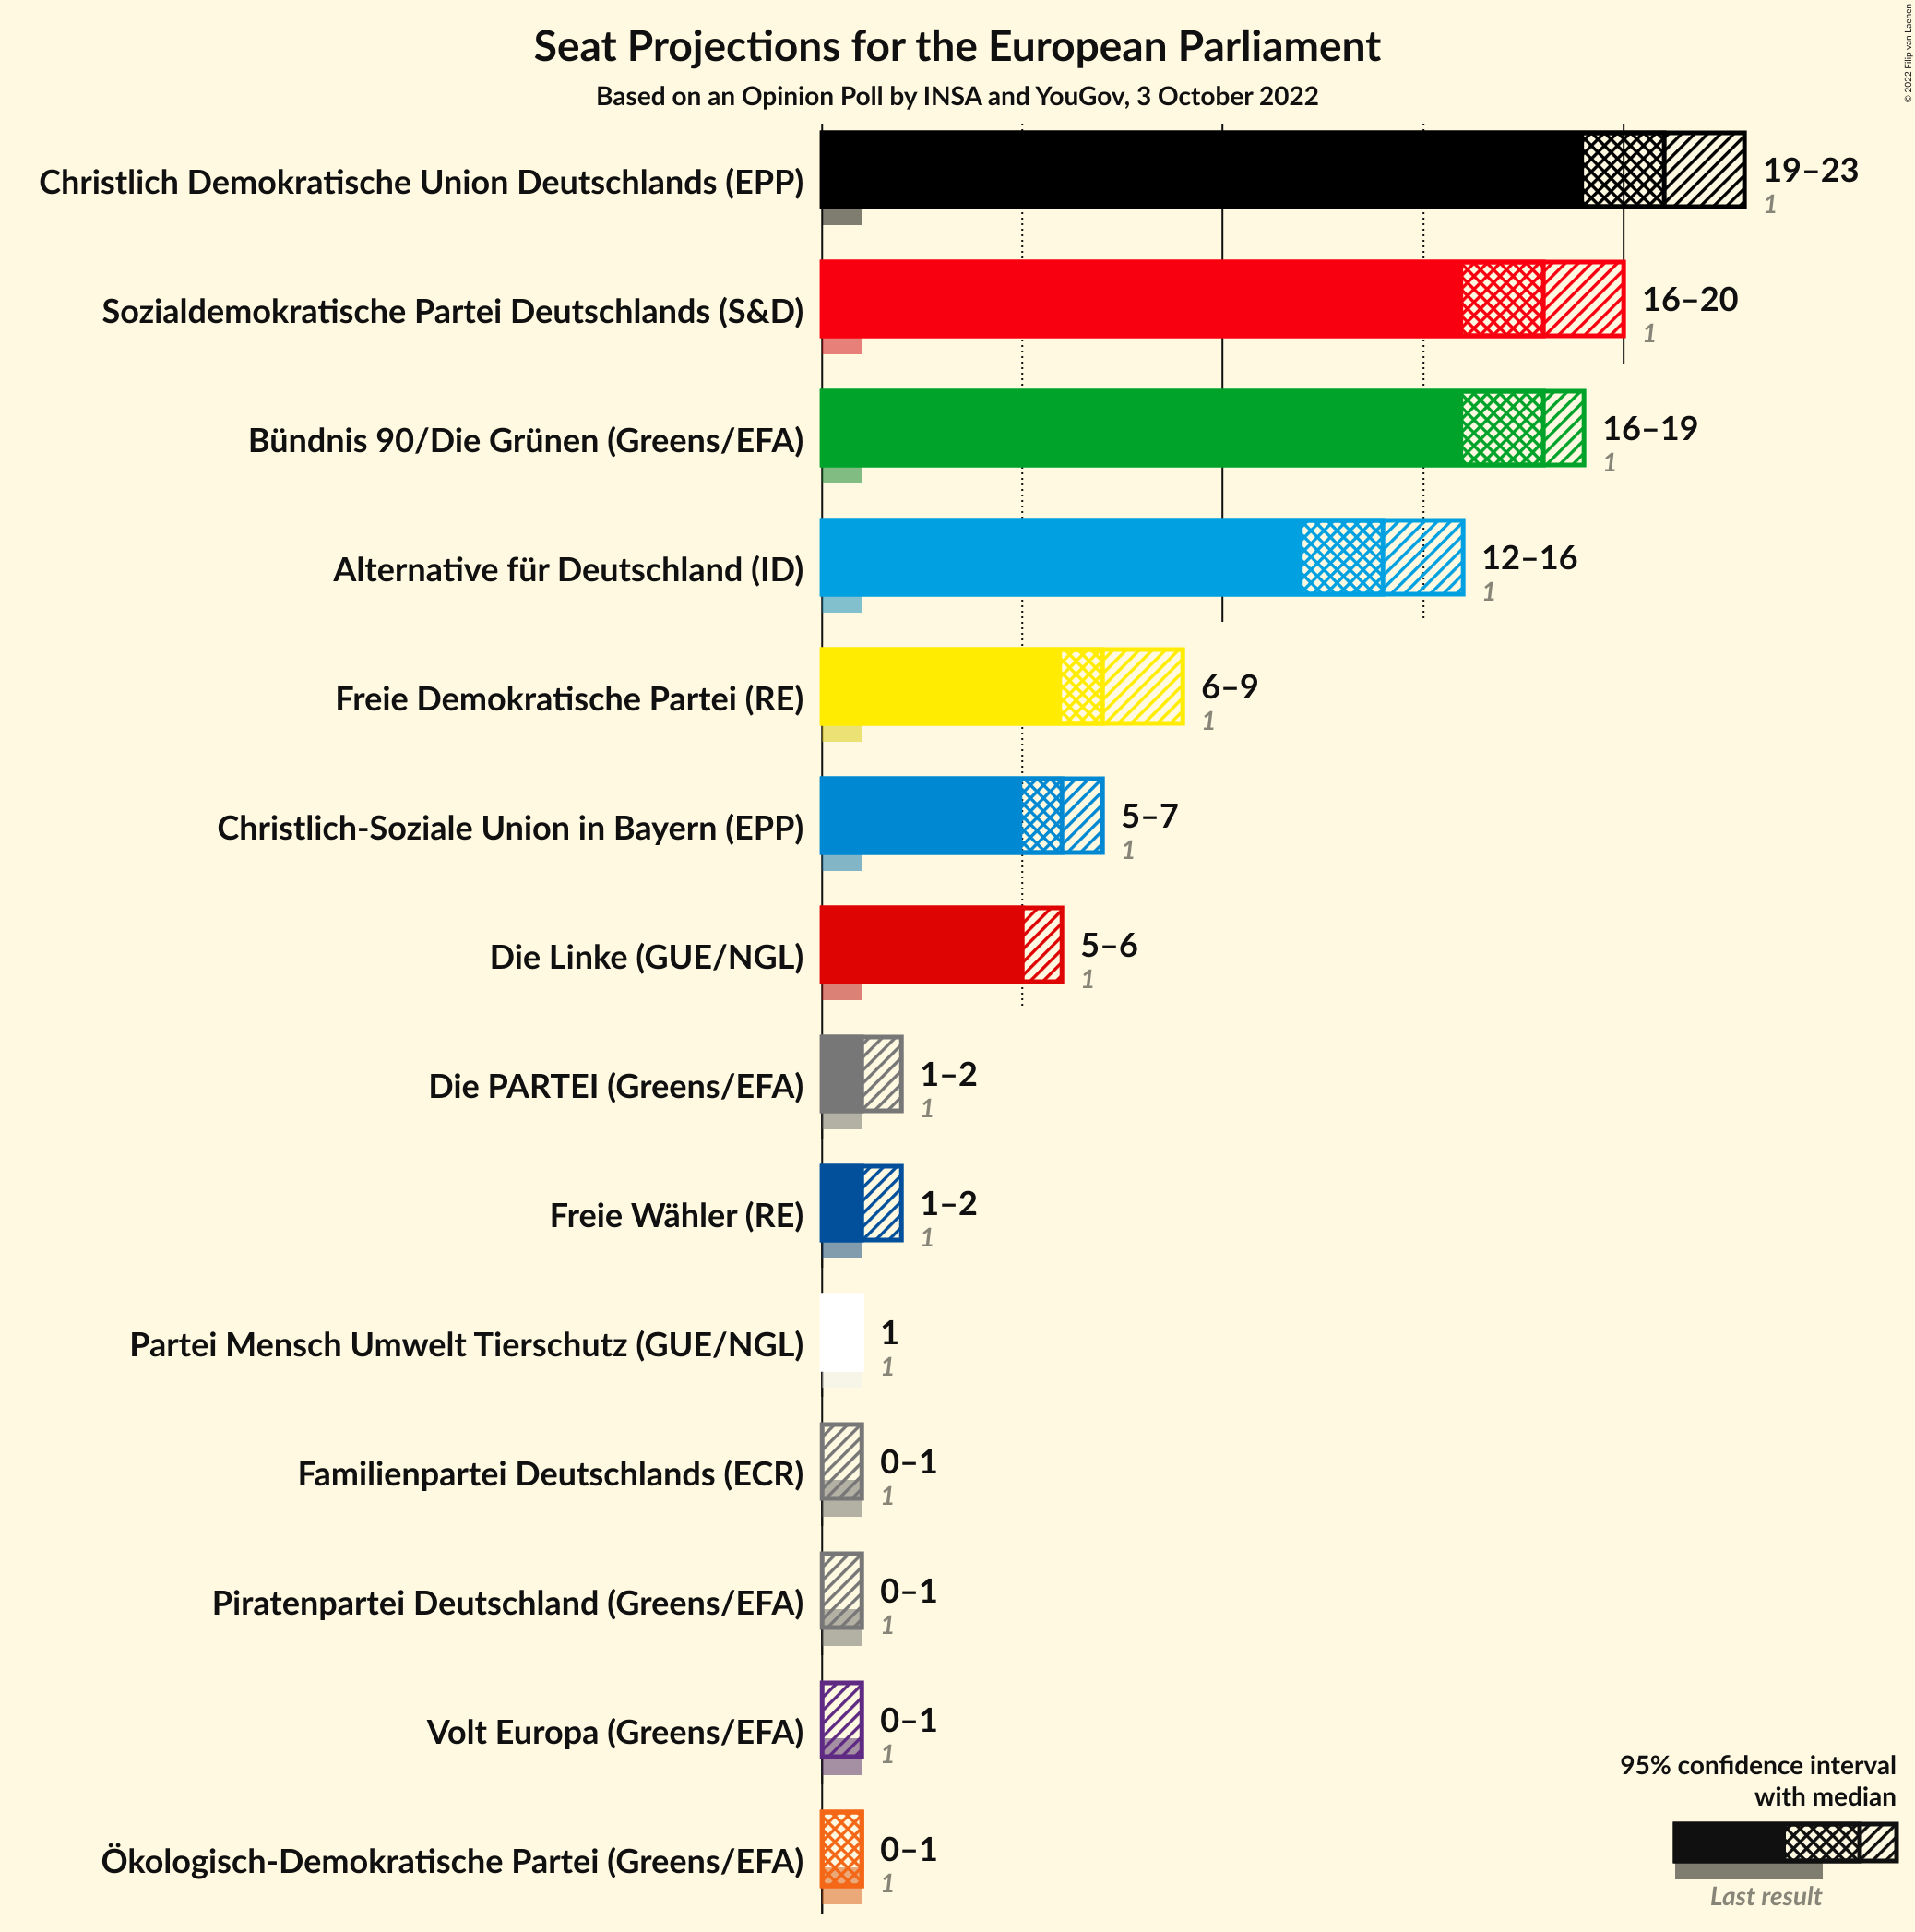 Seat Projections for the European Parliament
Based on an Opinion Poll by INSA and YouGov, 3 October 2022
© 2022 Filip van Laenen
Christlich Demokratische Union Deutschlands (EPP)
19–23
1
Sozialdemokratische Partei Deutschlands (S&D)
16–20
1
Bündnis 90/Die Grünen (Greens/EFA)
16–19
1
Alternative für Deutschland (ID)
12–16
1
Freie Demokratische Partei (RE)
6–9
1
Christlich-Soziale Union in Bayern (EPP)
5–7
1
Die Linke (GUE/NGL)
5–6
1
Die PARTEI (Greens/EFA)
1–2
1
Freie Wähler (RE)
1–2
1
Partei Mensch Umwelt Tierschutz (GUE/NGL)
1
1
Familienpartei Deutschlands (ECR)
0–1
1
Piratenpartei Deutschland (Greens/EFA)
0–1
1
Volt Europa (Greens/EFA)
0–1
1
Ökologisch-Demokratische Partei (Greens/EFA)
0–1
1
95% confidence interval
with median
Last result